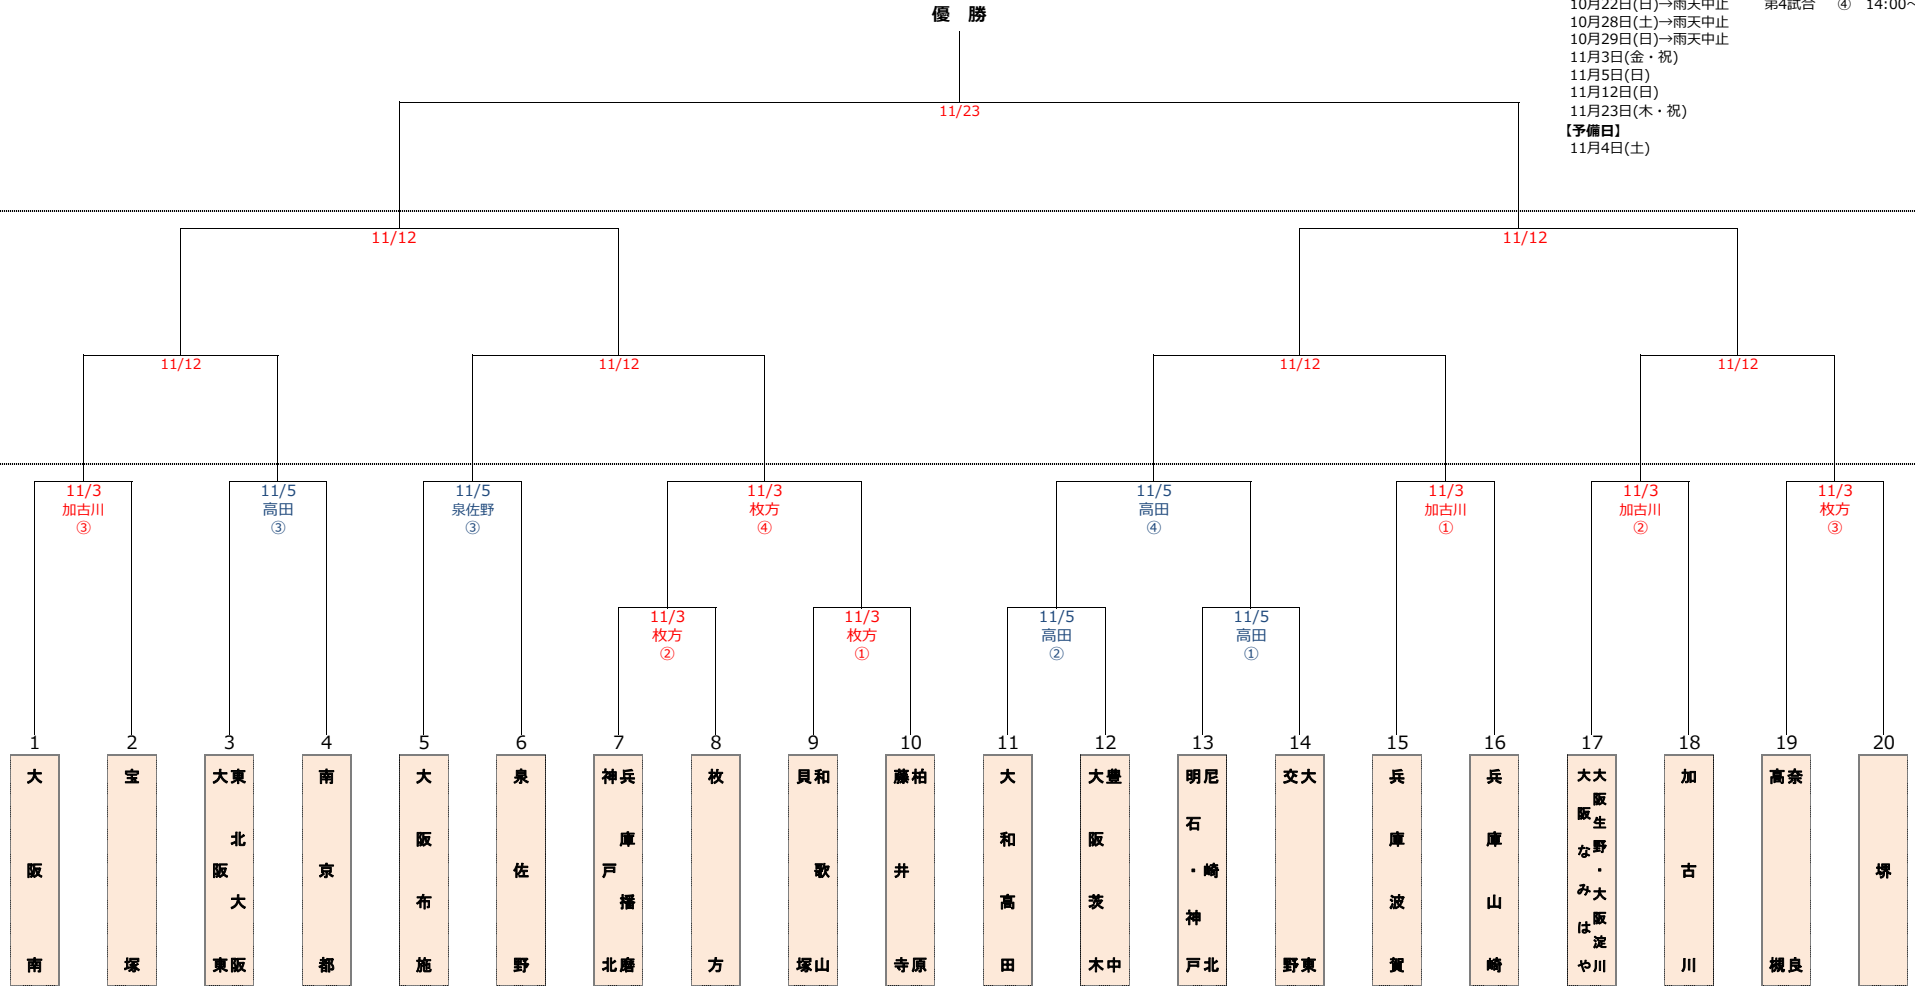 優 勝
10月22日(日)→雨天中止 第4試合 ④ 14:00~
10月28日(土)→雨天中止
10月29日(日)→雨天中止
11月3日(金・祝)
11月5日(日)
11月12日(日)
11月23日(木・祝)
【予備日】
11月4日(土)
11/23
11/12
11/12
11/12
11/12
11/12
11/12
11/3
加古川
③
11/5
高田
③
11/5
泉佐野
③
11/3
枚方
④
11/5
高田
④
11/3
加古川
①
11/3
加古川
②
11/3
枚方
③
11/3
枚方
②
11/3
枚方
①
11/5
高田
②
11/5
高田
①
1
大阪南
2
宝塚
3
東北大阪
大阪東
4
南京都
5
大阪布施
6
泉佐野
7
兵庫播磨
神戸北
8
枚方
9
和歌山
貝塚
10
柏原
藤井寺
11
大和高田
12
豊中
大阪茨木
13
尼崎北
明石・神戸
14
大東
交野
15
兵庫波賀
16
兵庫山崎
17
大阪生野・大阪淀川
大阪なみはや
18
加古川
19
奈良
高槻
20
堺